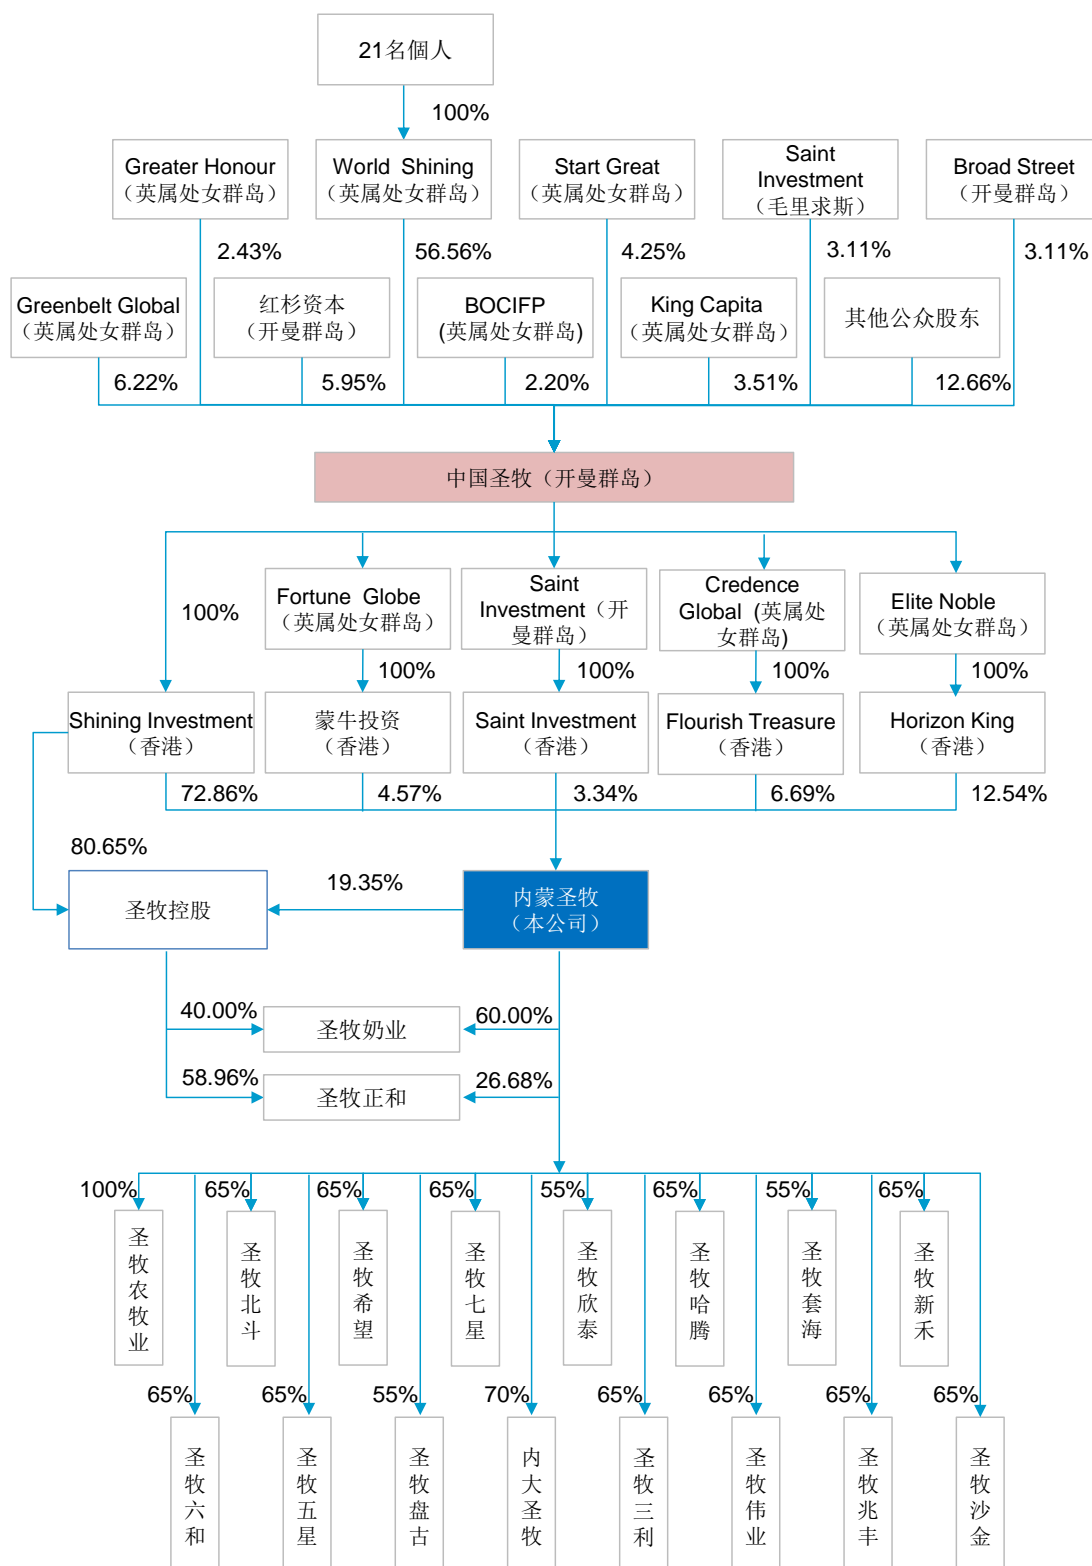 21名個人
100%
Greater Honour
（英属处女群岛）
World Shining
（英属处女群岛）
Start Great
（英属处女群岛）
Saint
Investment
（毛里求斯）
Broad Street
（开曼群岛）
2.43%
56.56%
4.25%
3.11%
3.11%
Greenbelt Global
（英属处女群岛）
红杉资本
（开曼群岛）
BOCIFP
(英属处女群岛)
King Capita
（英属处女群岛）
其他公众股东
6.22%
5.95%
2.20%
3.51%
12.66%
中国圣牧（开曼群岛）
100%
Fortune Globe
（英属处女群岛）
Saint
Investment（开
曼群岛）
Credence
Global (英属处
女群岛)
Elite Noble
（英属处女群岛）
100%
100%
100%
100%
Shining Investment
（香港）
蒙牛投资
（香港）
Saint Investment
（香港）
Flourish Treasure
（香港）
Horizon King
（香港）
72.86%
4.57%
3.34%
6.69%
12.54%
80.65%
圣牧控股
19.35%
内蒙圣牧
（本公司）
40.00%
圣牧奶业
60.00%
58.96%
圣牧正和
26.68%
100%
65%
65%
65%
55%
65%
55%
65%
圣牧农牧业
圣牧北斗
圣牧希望
圣牧七星
圣牧欣泰
圣牧哈腾
圣牧套海
圣牧新禾
65%
65%
55%
70%
65%
65%
65%
65%
圣牧六和
圣牧五星
圣牧盘古
内大圣牧
圣牧三利
圣牧伟业
圣牧兆丰
圣牧沙金